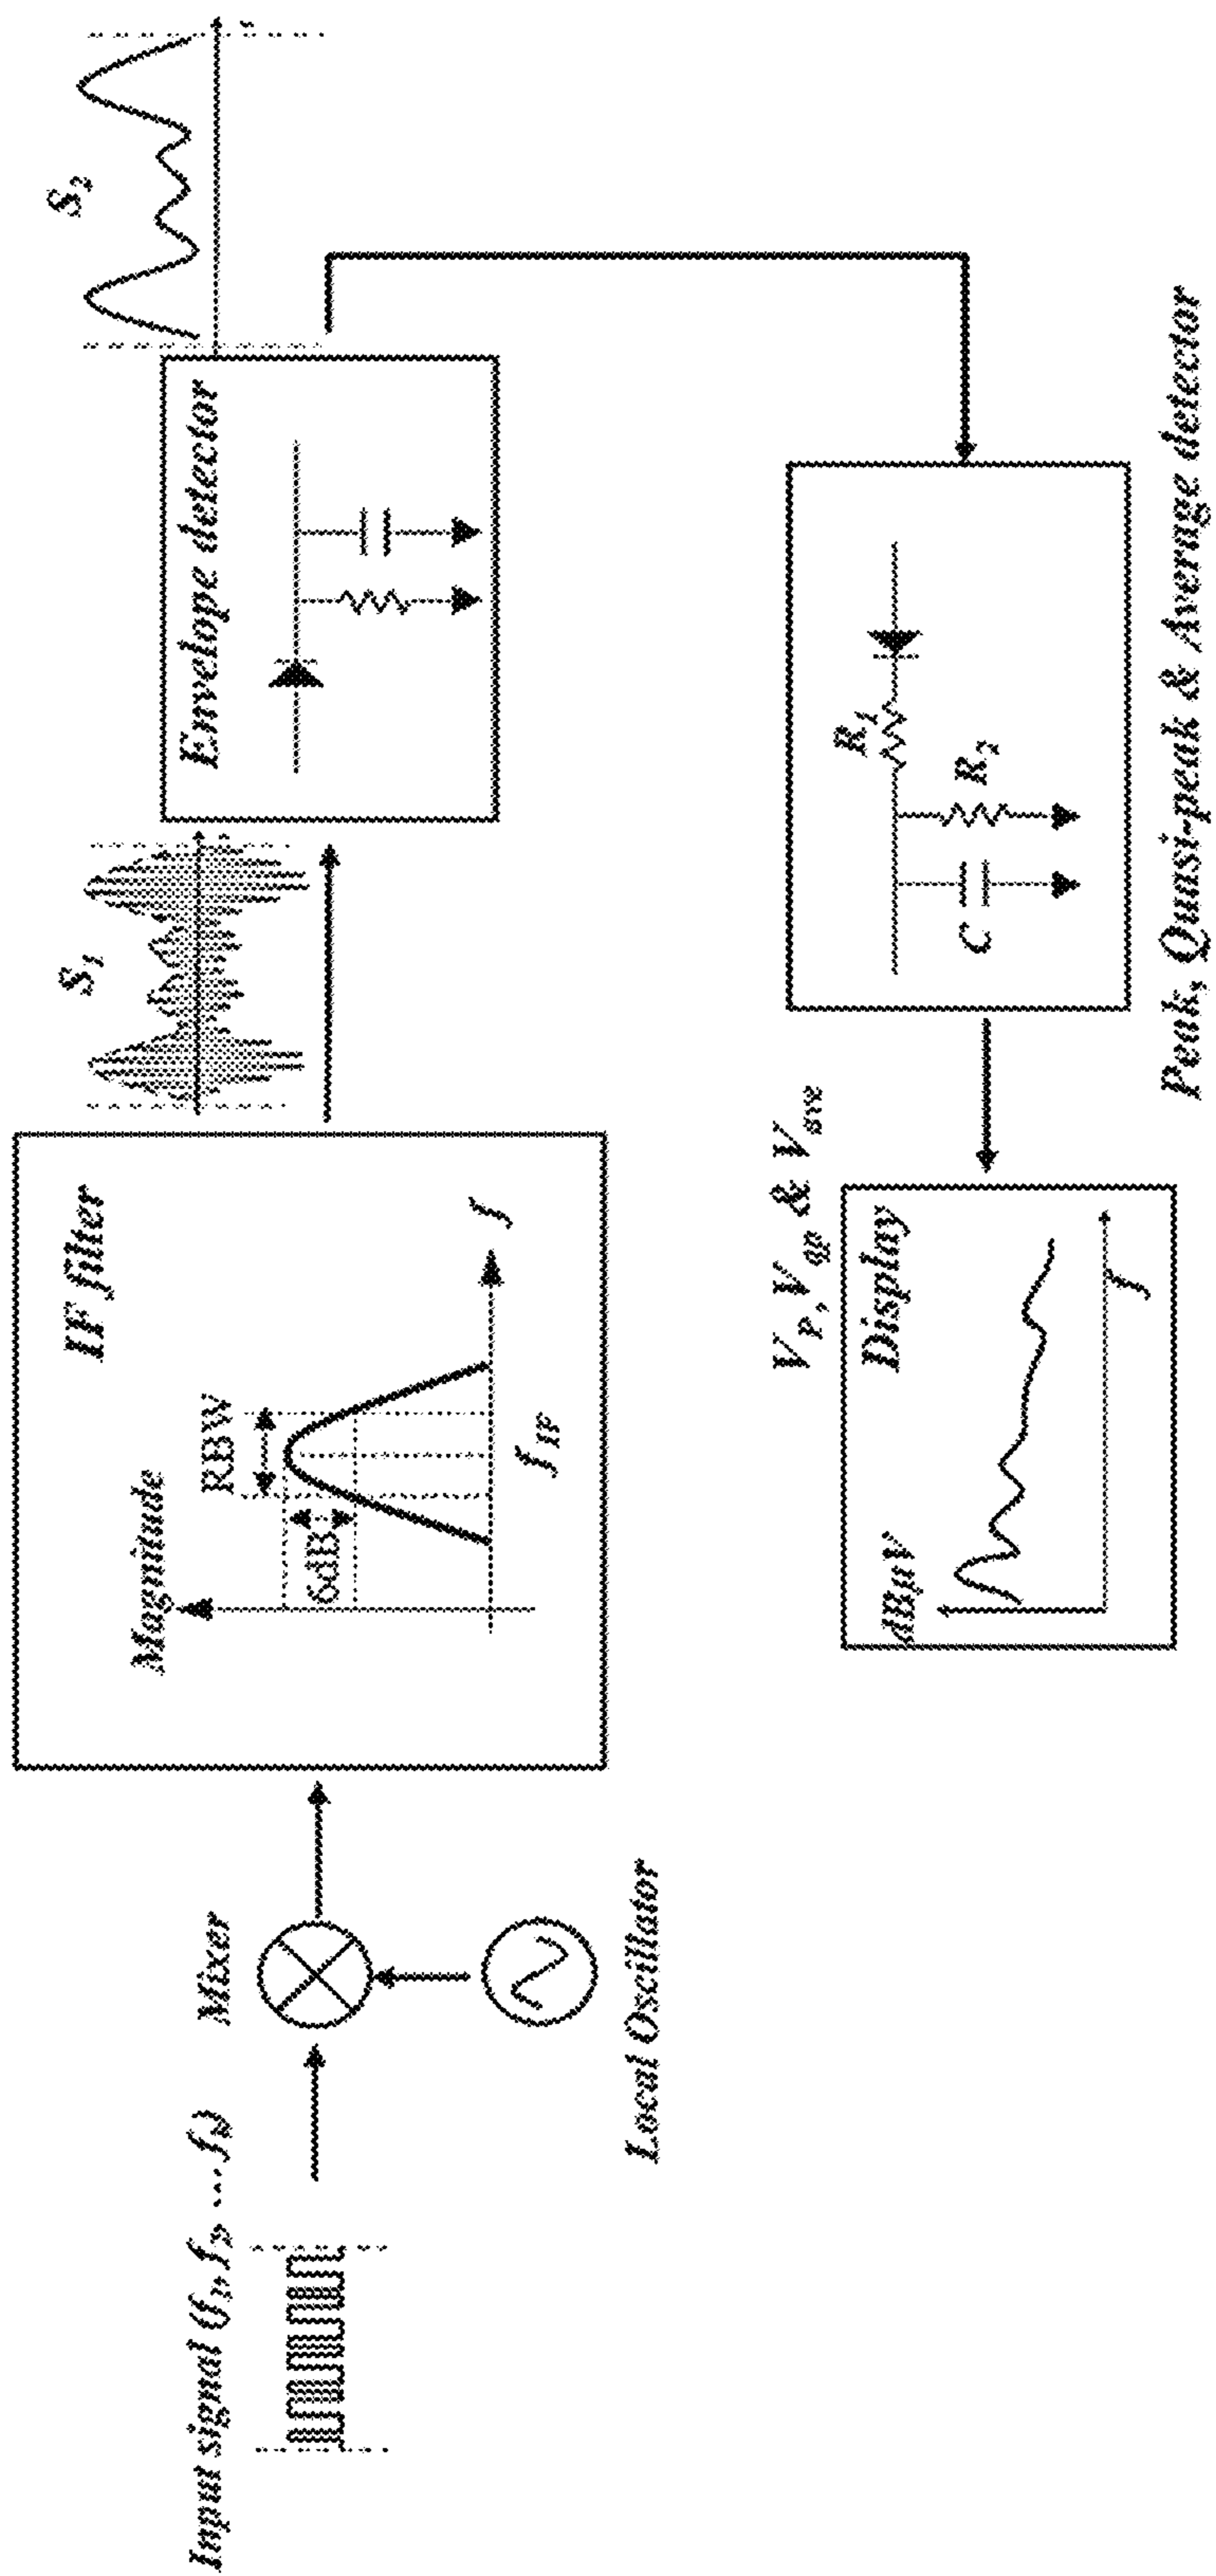 Input signal (f1, f2, ... fN)
Mixer
Local Oscillator
IF filter
Magnitude
RBW
6dB
fIF
f
S1
Envelope detector
S2
R1
R2
C
Peak, Quasi-peak & Average detector
VP, Vqp & Vave
Display
dBμV
f